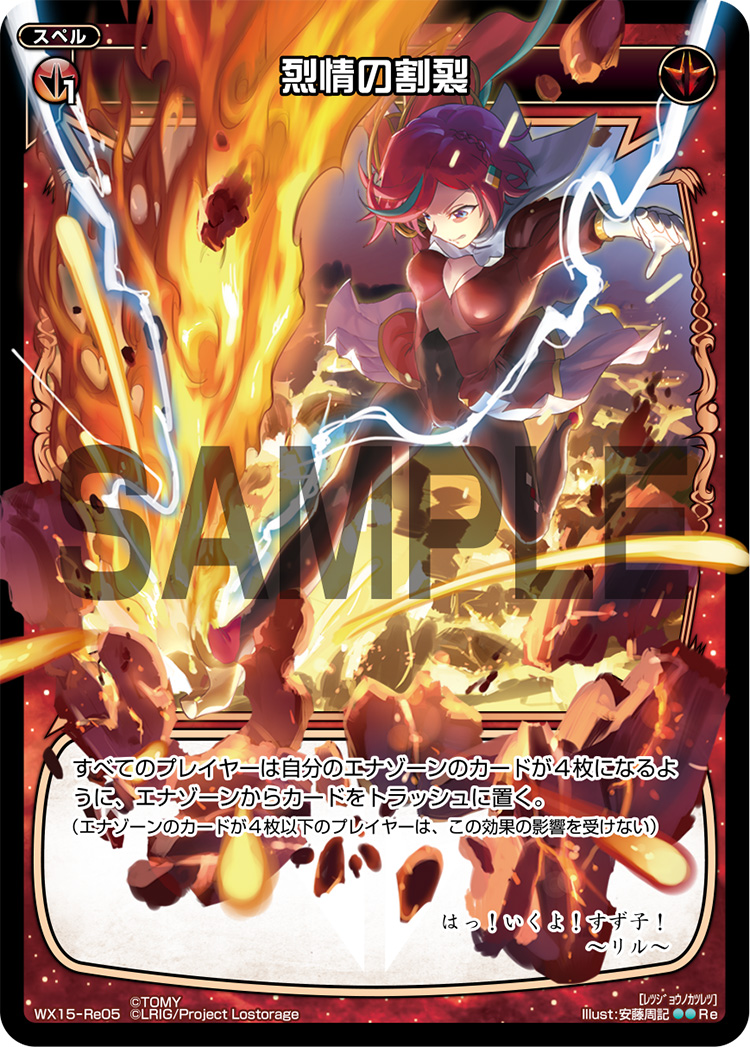 スペル
烈情の割裂
1
SAMPLE
すべてのプレイヤーは自分のエナゾーンのカードが4枚になるよ
うに、エナゾーンからカードをトラッシュに置く。
（エナゾーンのカードが4枚以下のプレイヤーは、この効果の影響を受けない）
はっ！いくよ！すず子！
～リル～
©TOMY
[ﾚﾂｼﾞｮｳﾉｶﾂﾚﾂ]
WX15-Re05 ©LRIG/Project Lostorage
Illust:安藤周記 Re